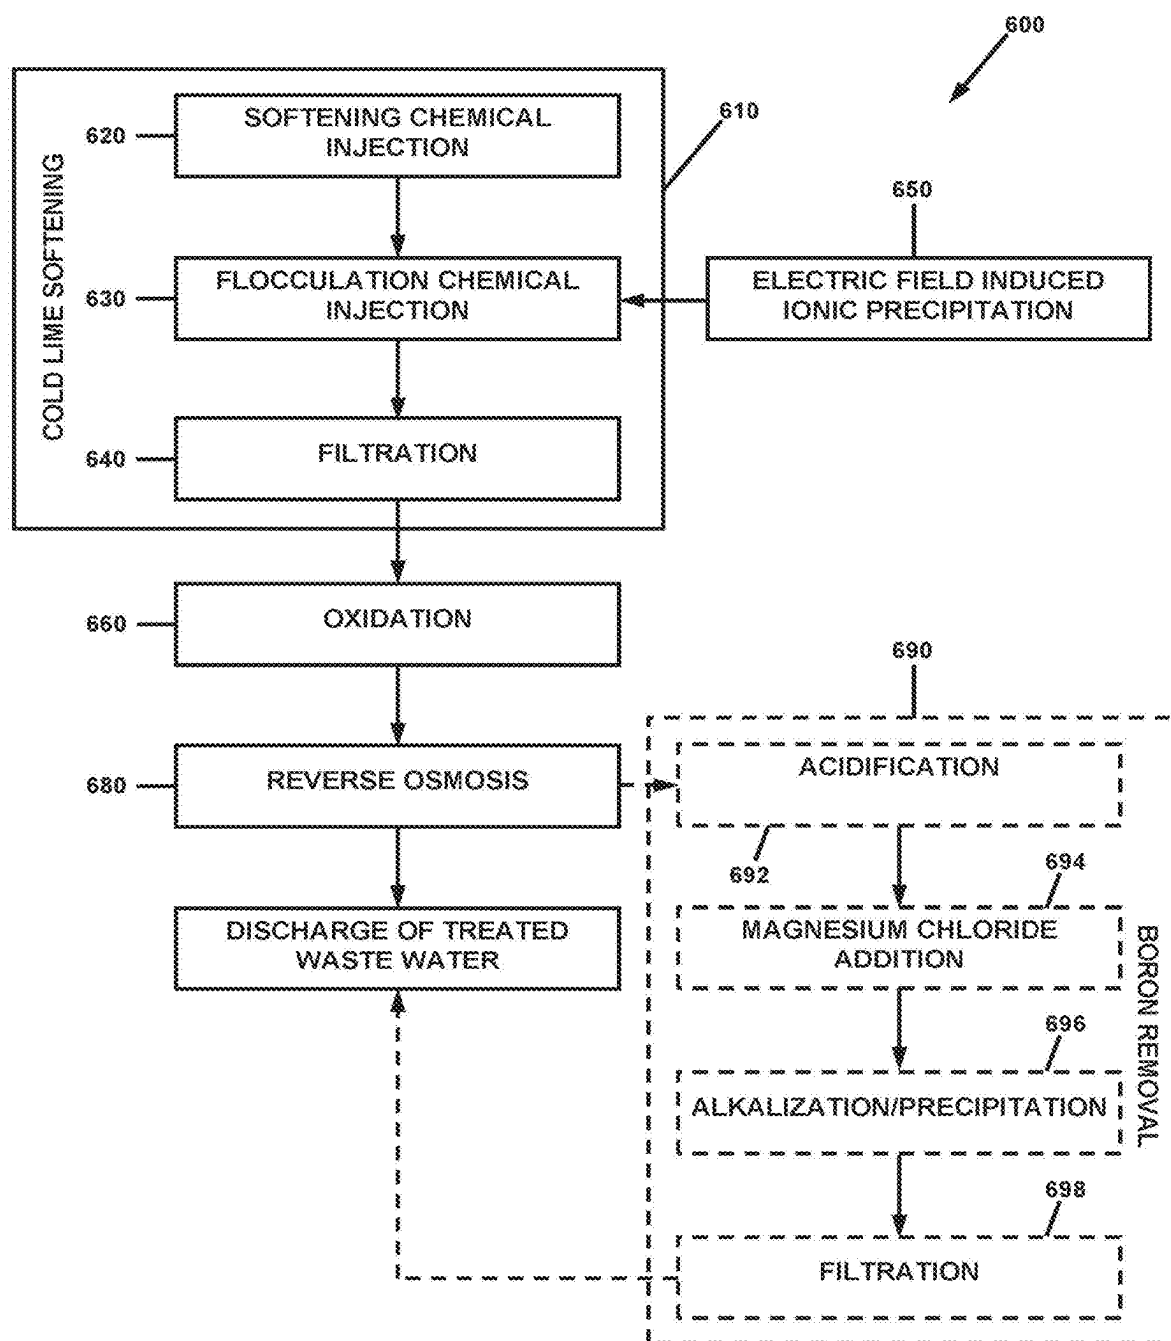 600
610
620
SOFTENING CHEMICAL
INJECTION
COLD LIME SOFTENING
650
630
FLOCCULATION CHEMICAL
INJECTION
ELECTRIC FIELD INDUCED
IONIC PRECIPITATION
640
FILTRATION
660
OXIDATION
690
680
REVERSE OSMOSIS
ACIDIFICATION
692
694
DISCHARGE OF TREATED
WASTE WATER
MAGNESIUM CHLORIDE
ADDITION
BORON REMOVAL
696
ALKALIZATION/PRECIPITATION
698
FILTRATION